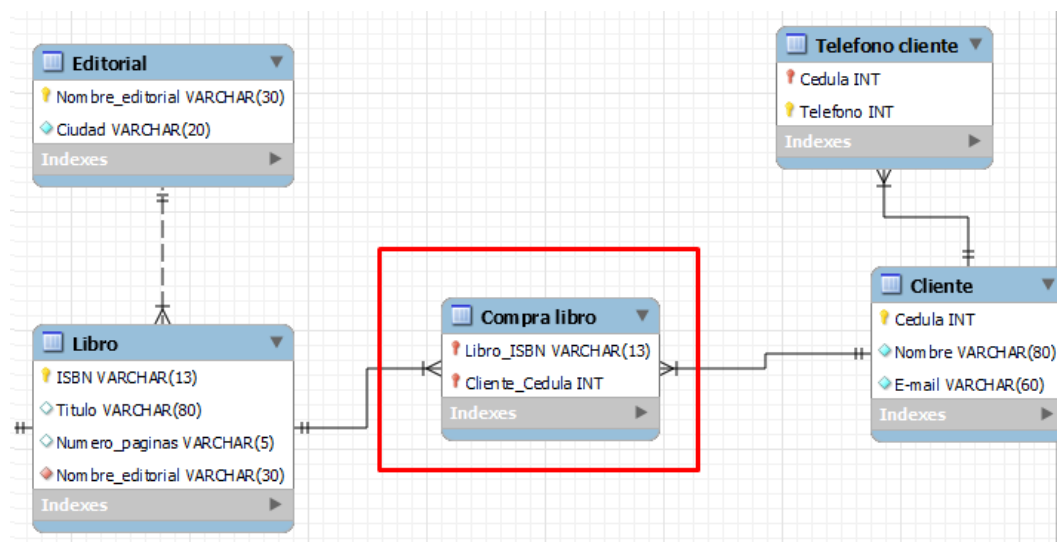 Editorial
Nombre_editorial VARCHAR(30)
Ciudad VARCHAR(20)
Indexes
Telefono cliente
Cedula INT
Telefono INT
Indexes
Libro
ISBN VARCHAR(13)
Titulo VARCHAR(80)
Numero_paginas VARCHAR(5)
Nombre_editorial VARCHAR(30)
Indexes
Compra libro
Libro_ISBN VARCHAR(13)
Cliente_Cedula INT
Indexes
Cliente
Cedula INT
Nombre VARCHAR(80)
E-mail VARCHAR(60)
Indexes